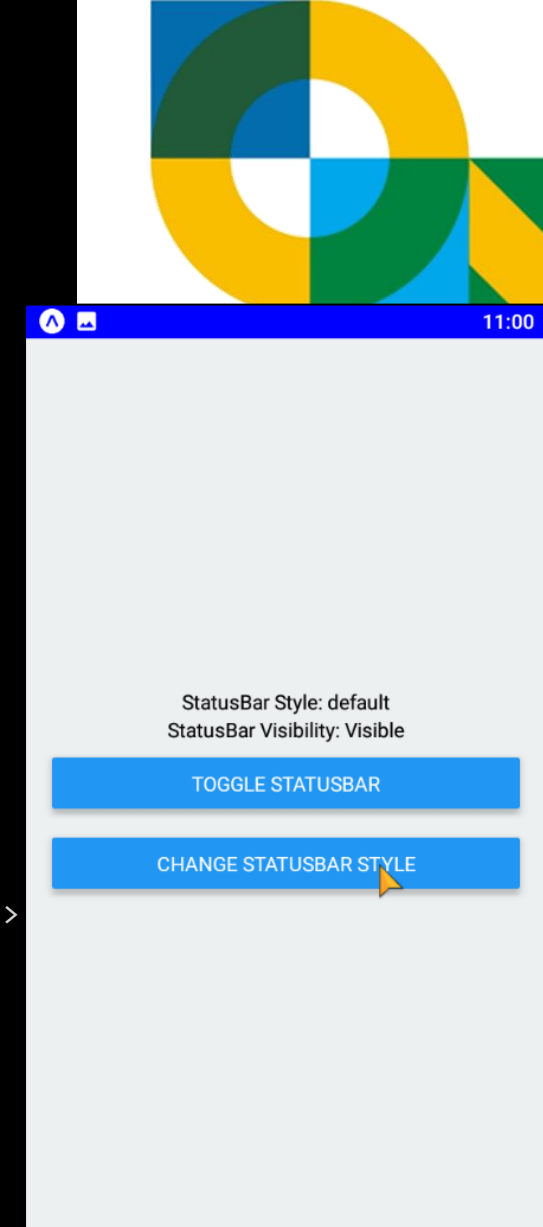 11:00
StatusBar Style: default
StatusBar Visibility: Visible
TOGGLE STATUSBAR
CHANGE STATUSBAR STYLE